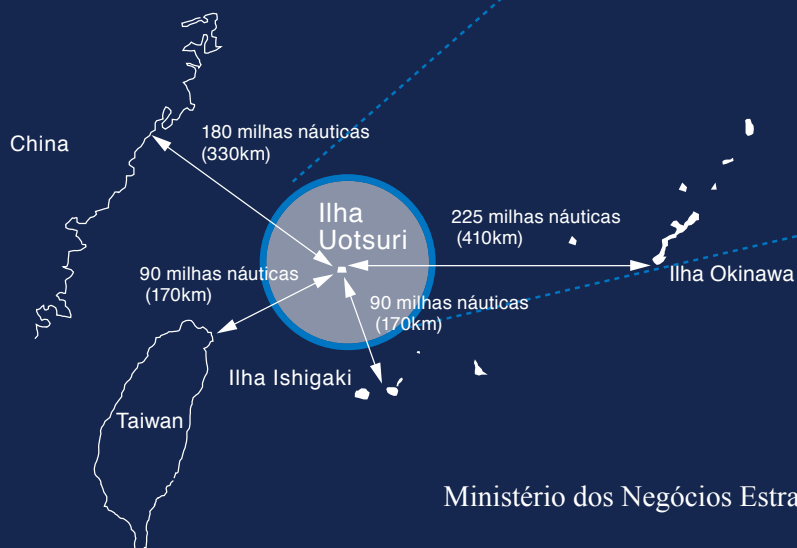 China
180 milhas náuticas
(330km)
Ilha
Uotsuri
225 milhas náuticas
(410km)
90 milhas náuticas
(170km)
Ilha Okinawa
90 milhas náuticas
(170km)
Ilha Ishigaki
Taiwan
Ministério dos Negócios Estra